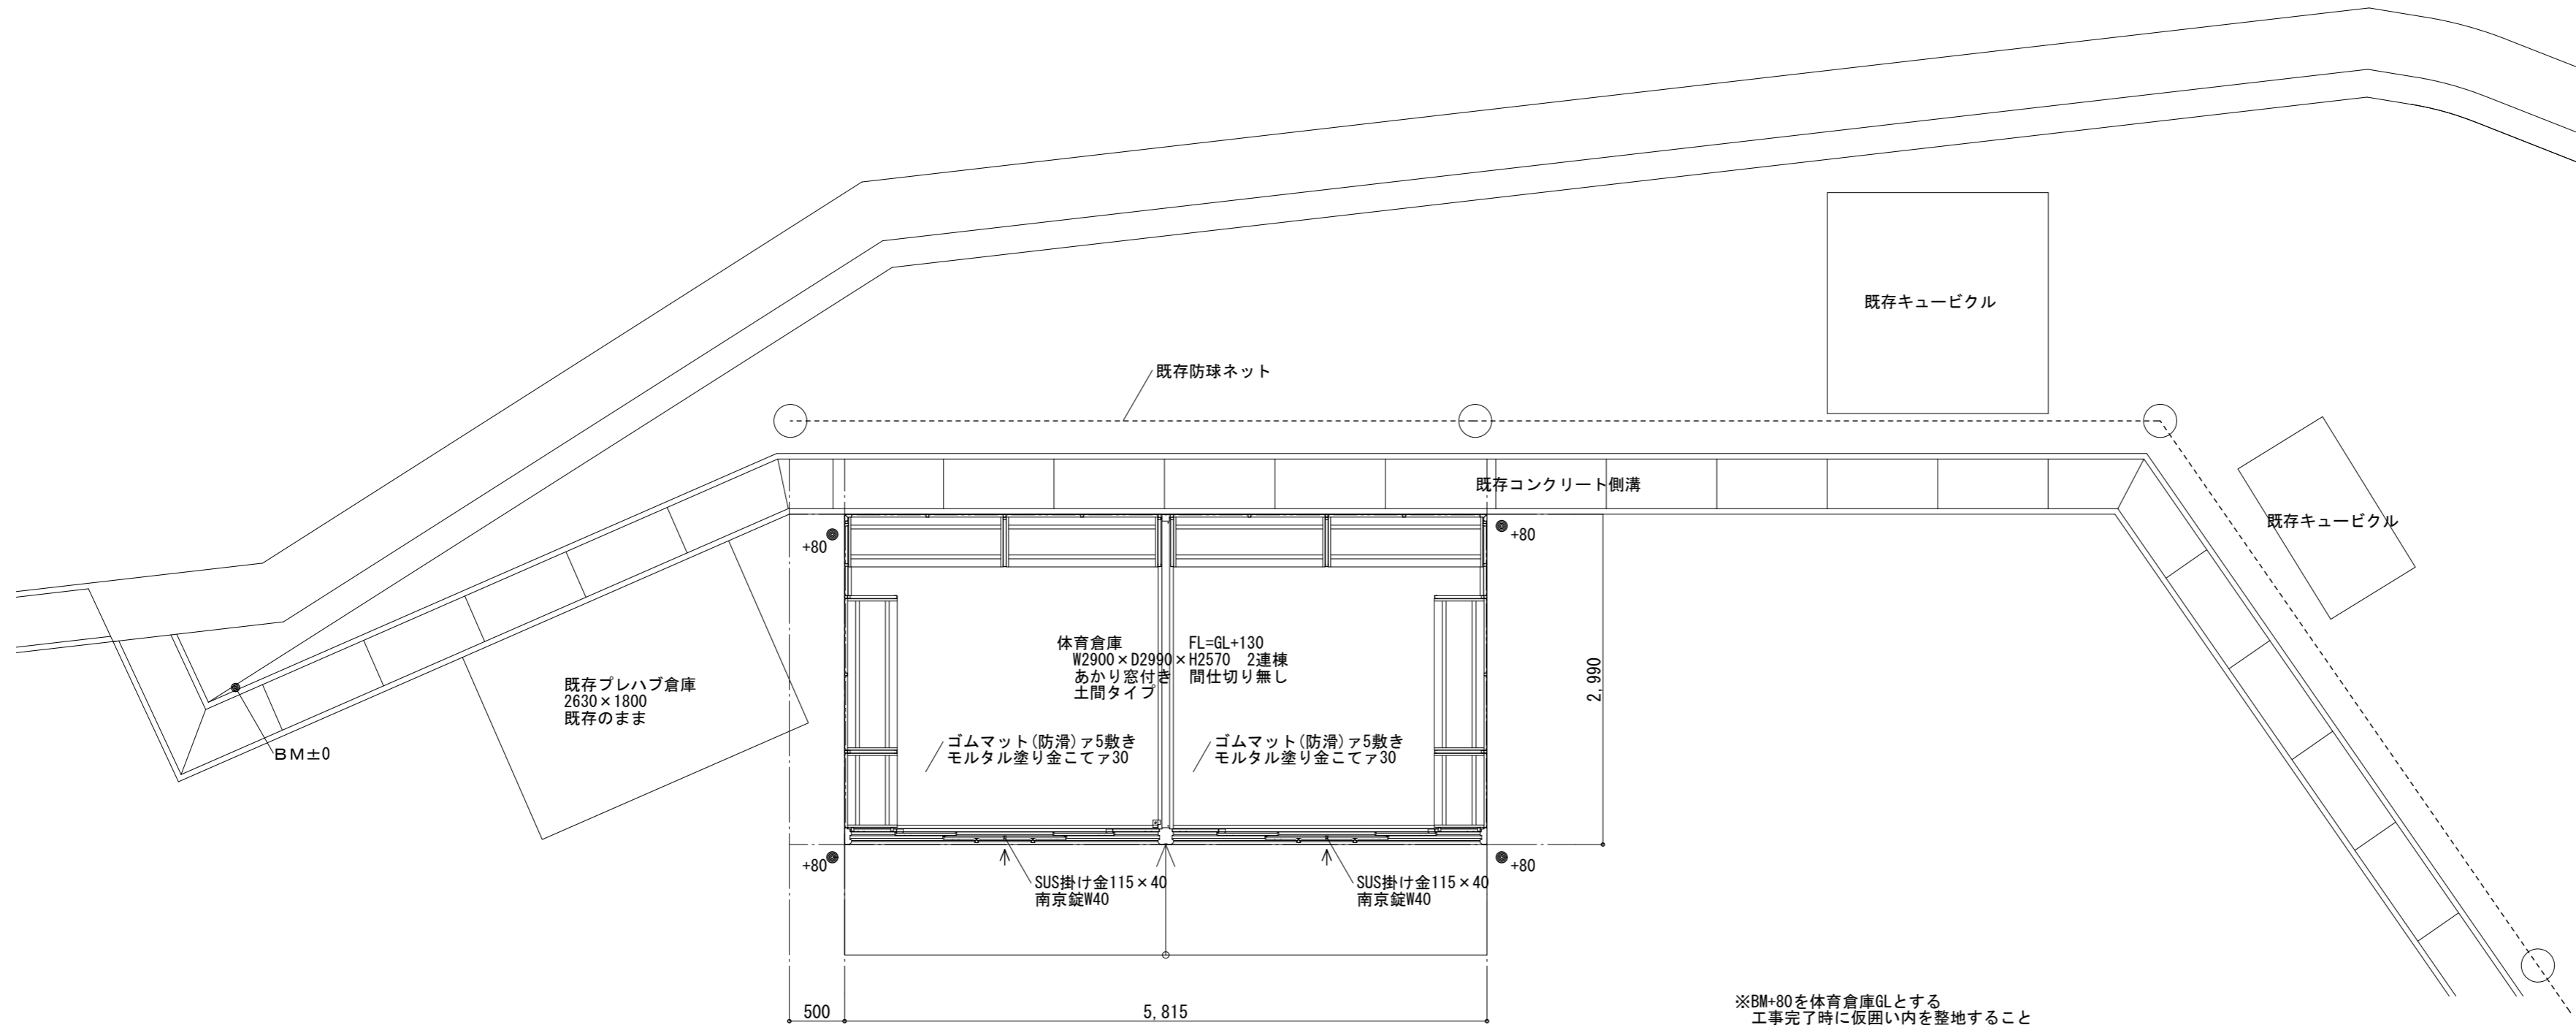 既存キュービクル
既存防球ネット
既存コンクリート側溝
既存キュービクル
+80
+80
体育倉庫 FL=GL+130
W2900×D2990×H2570 2連棟
あかり窓付き 間仕切り無し
土間タイプ
2,990
既存プレハブ倉庫
2630×1800
既存のまま
BM±0
ゴムマット(防滑)ァ5敷き
モルタル塗り金こてァ30
ゴムマット(防滑)ァ5敷き
モルタル塗り金こてァ30
+80
+80
SUS掛け金115×40
南京錠W40
SUS掛け金115×40
南京錠W40
500
5,815
※BM+80を体育倉庫GLとする
工事完了時に仮囲い内を整地すること